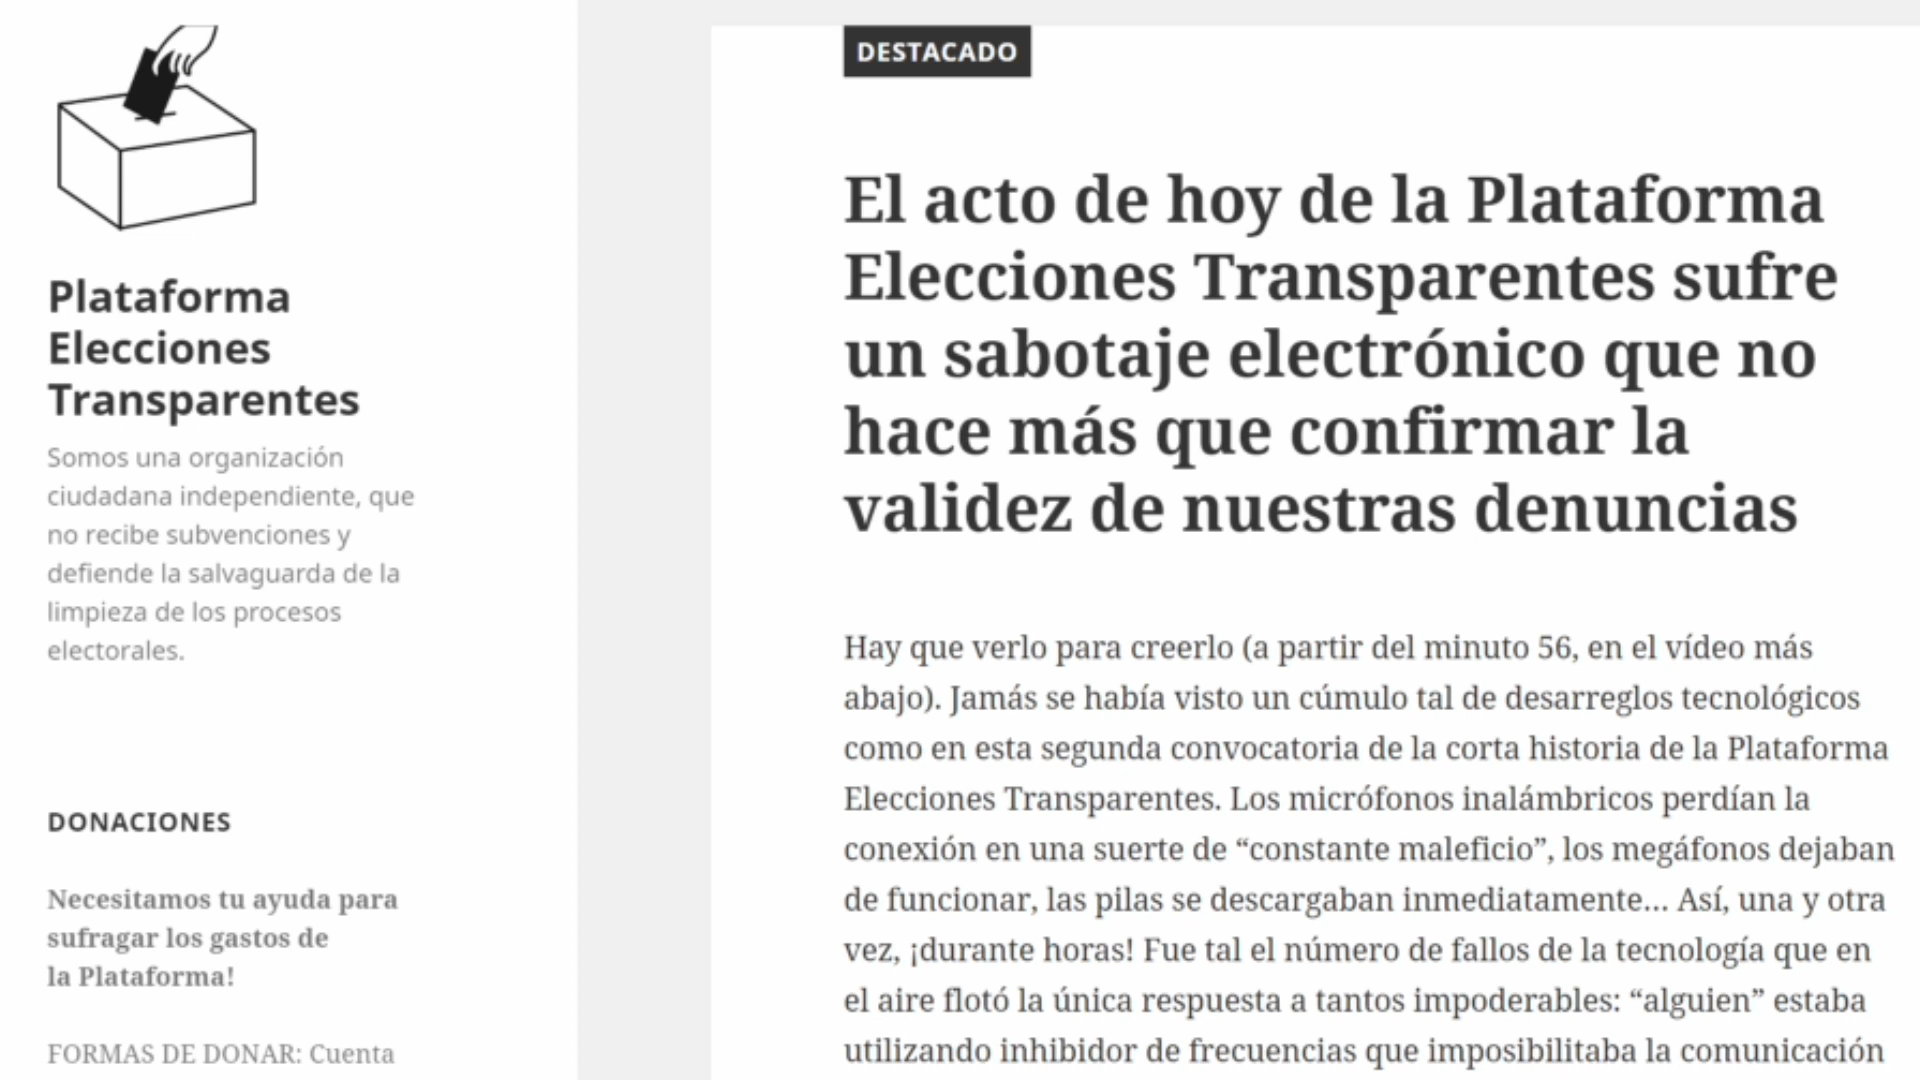 Plataforma
Elecciones
Transparentes
Somos una organización
ciudadana independiente, que
no recibe subvenciones y
defiende la salvaguarda de la
limpieza de los procesos
electorales.
DONACIONES
Necesitamos tu ayuda para
sufragar los gastos de
la Plataforma!
FORMAS DE DONAR: Cuenta
DESTACADO
El acto de hoy de la Plataforma
Elecciones Transparentes sufre
un sabotaje electrónico que no
hace más que confirmar la
validez de nuestras denuncias
Hay que verlo para creerlo (a partir del minuto 56, en el vídeo más
abajo). Jamás se había visto un cúmulo tal de desarreglos tecnológicos
como en esta segunda convocatoria de la corta historia de la Plataforma
Elecciones Transparentes. Los micrófonos inalámbricos perdían la
conexión en una suerte de “constante maleficio”, los megáfonos dejaban
de funcionar, las pilas se descargaban inmediatamente… Así, una y otra
vez, ¡durante horas! Fue tal el número de fallos de la tecnología que en
el aire flotó la única respuesta a tantos impoderables: “alguien” estaba
utilizando inhibidor de frecuencias que imposibilitaba la comunicación